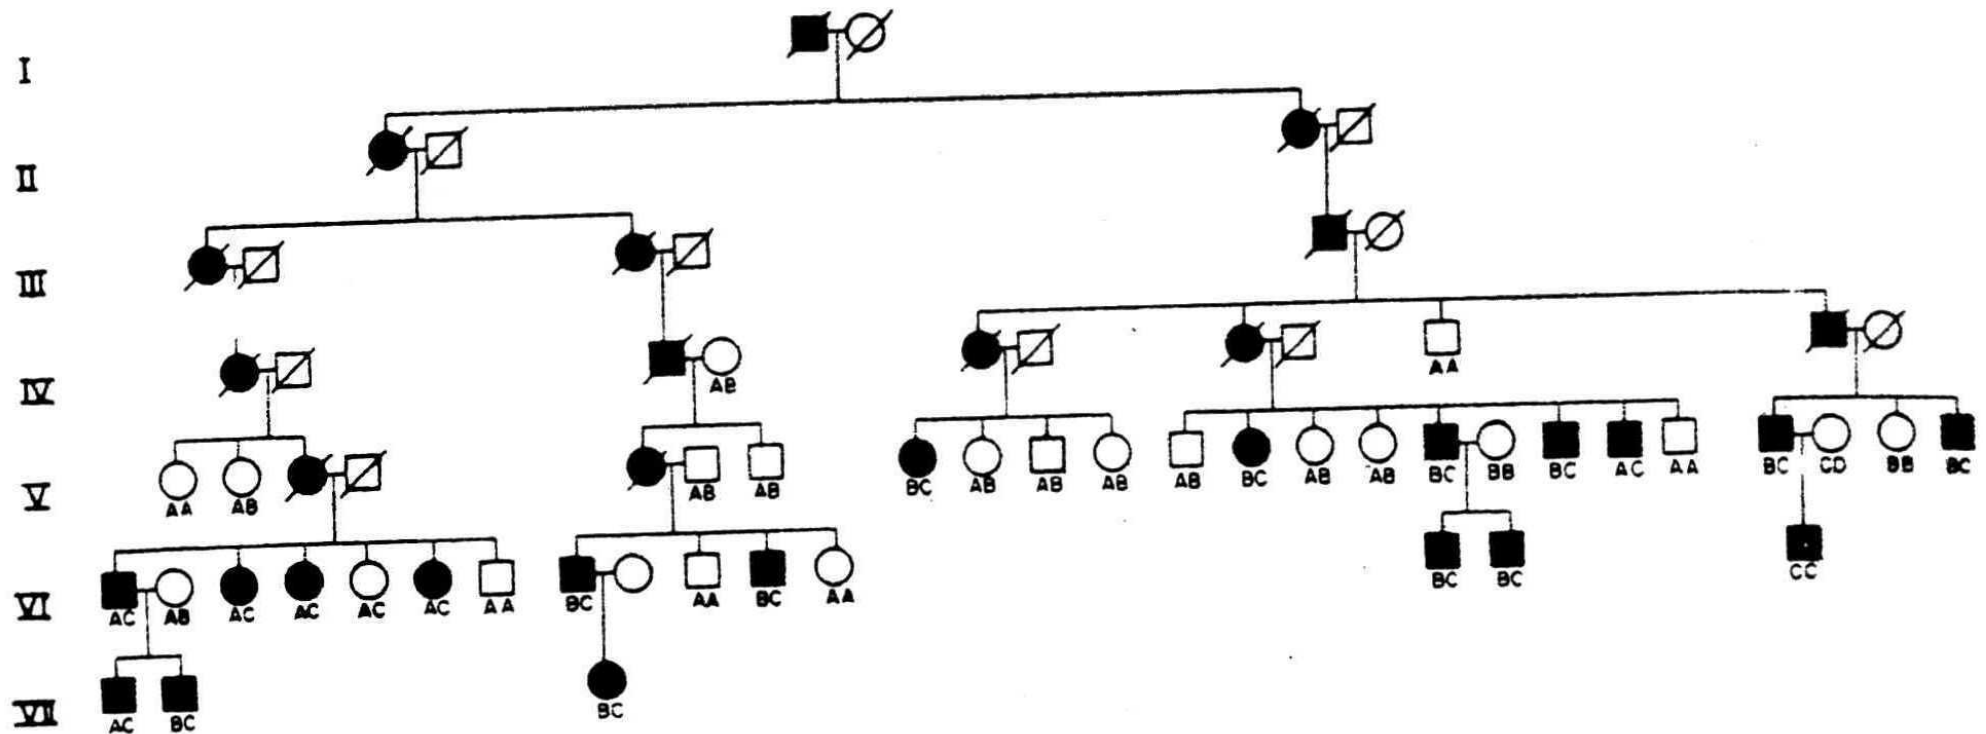 I
II
III
AA
IV
AB
BC AB AB AB
AB BC AB AB BC BB BC AC AA
BC CD BB BC
V
AA AB
AB AB
BC BC
CC
VI
AC AB AC AC AC AC AA
BC AA BC AA
VII
AC BC
BC